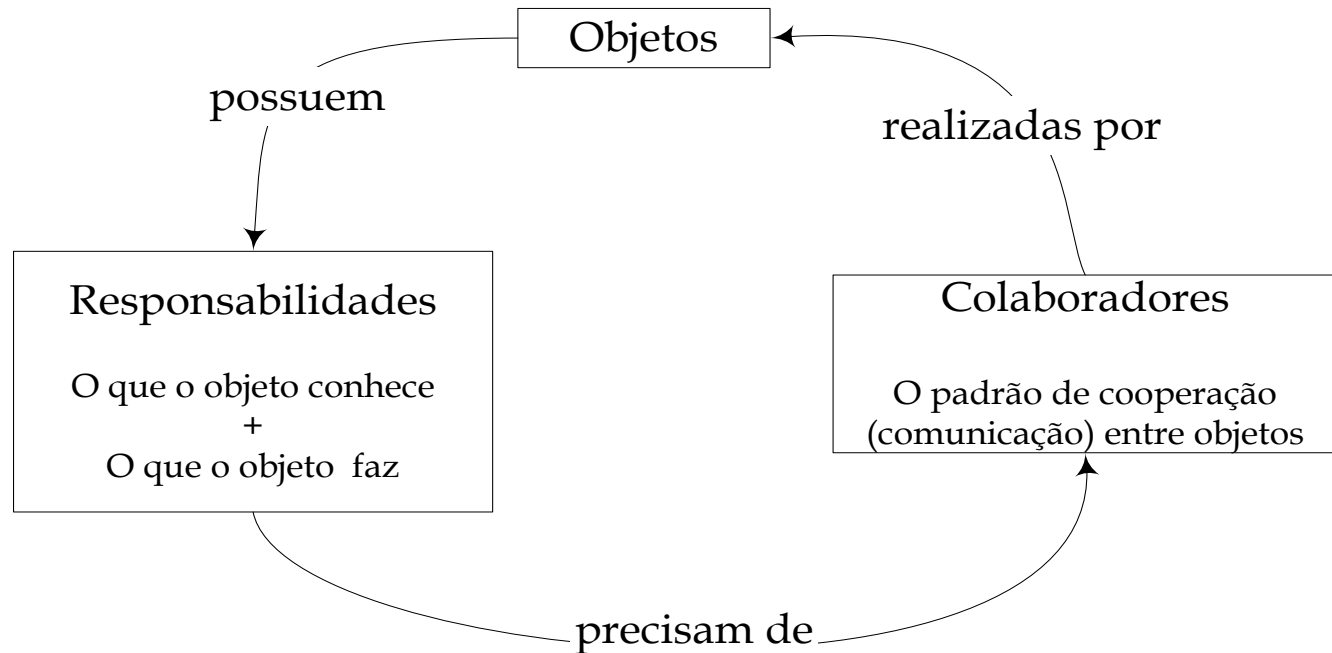 Objetos
possuem
realizadas por
Responsabilidades
O que o objeto conhece
+
O que o objeto faz
Colaboradores
O padrão de cooperação
(comunicação) entre objetos
precisam de